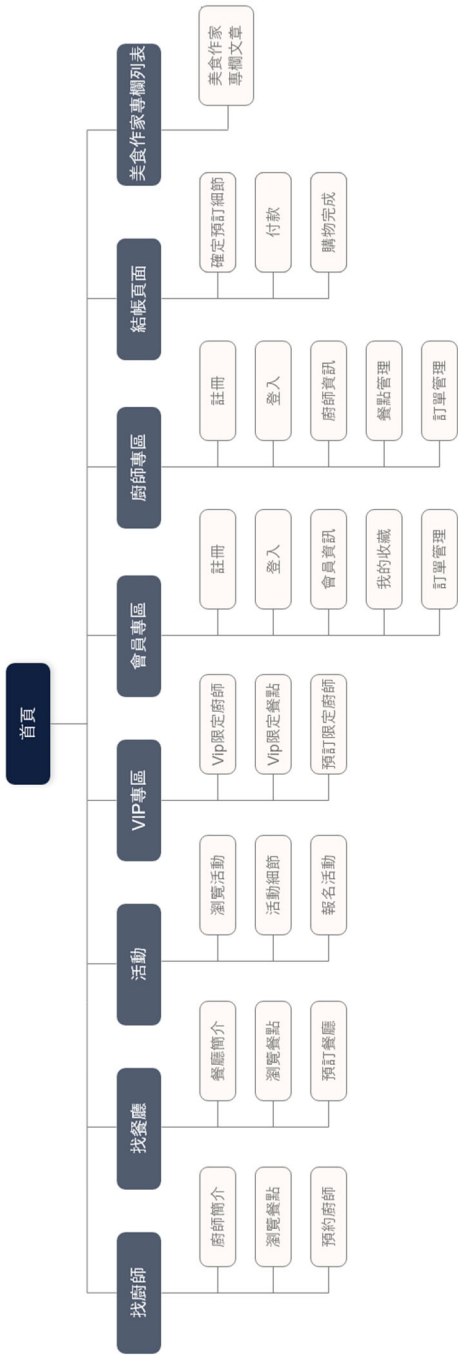 首頁
找廚師
廚師簡介
瀏覽餐點
預約廚師
找餐廳
餐廳簡介
瀏覽餐點
預訂餐廳
活動
瀏覽活動
活動細節
報名活動
VIP專區
Vip限定廚師
Vip限定餐點
預訂限定廚師
會員專區
註冊
登入
會員資訊
我的收藏
訂單管理
廚師專區
註冊
登入
廚師資訊
餐點管理
訂單管理
結帳頁面
確定預訂細節
付款
購物完成
美食作家專欄列表
美食作家
專欄文章